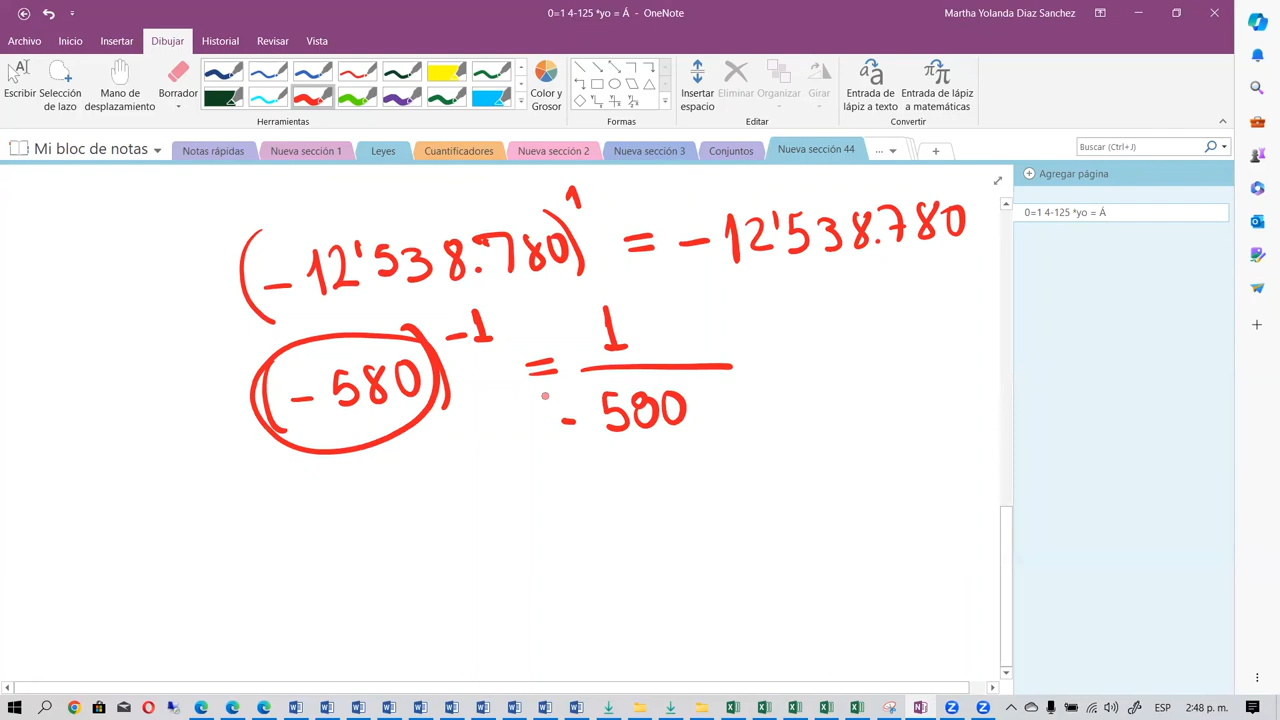 0=1 4-125 *yo = Á - OneNote
Martha Yolanda Diaz Sanchez
Archivo Inicio Insertar Dibujar Historial Revisar Vista
Escribir Selección de lazo Mano de desplazamiento Borrador Color y Grosor Insertar espacio Eliminar Organizar Girar Entrada de lápiz a texto Entrada de lápiz a matemáticas
Herramientas Formas Editar Convertir
Mi bloc de notas Notas rápidas Nueva sección 1 Leyes Cuantificadores Nueva sección 2 Nueva sección 3 Conjuntos Nueva sección 44 ... + Buscar (Ctrl+J)
Agregar página
0=1 4-125 *yo = Á
(-12'538.780)^1 = -12'538.780
(-580)^-1 = 1
-580
ESP 2:48 p. m.